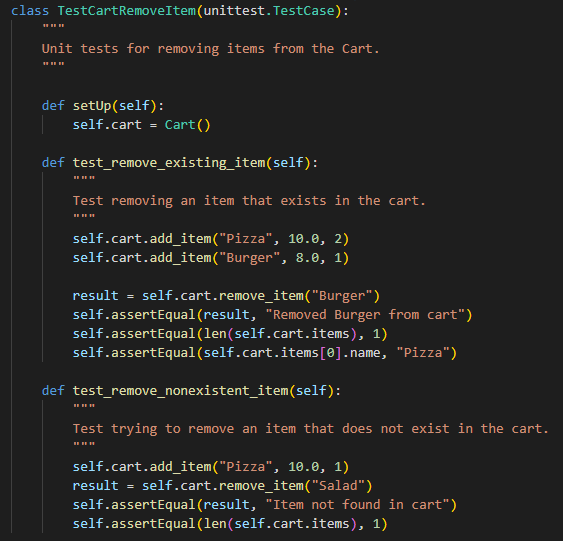 class TestCartRemoveItem(unittest.TestCase):
    """
    Unit tests for removing items from the Cart.
    """

    def setUp(self):
        self.cart = Cart()

    def test_remove_existing_item(self):
        """
        Test removing an item that exists in the cart.
        """
        self.cart.add_item("Pizza", 10.0, 2)
        self.cart.add_item("Burger", 8.0, 1)

        result = self.cart.remove_item("Burger")
        self.assertEqual(result, "Removed Burger from cart")
        self.assertEqual(len(self.cart.items), 1)
        self.assertEqual(self.cart.items[0].name, "Pizza")

    def test_remove_nonexistent_item(self):
        """
        Test trying to remove an item that does not exist in the cart.
        """
        self.cart.add_item("Pizza", 10.0, 1)
        result = self.cart.remove_item("Salad")
        self.assertEqual(result, "Item not found in cart")
        self.assertEqual(len(self.cart.items), 1)